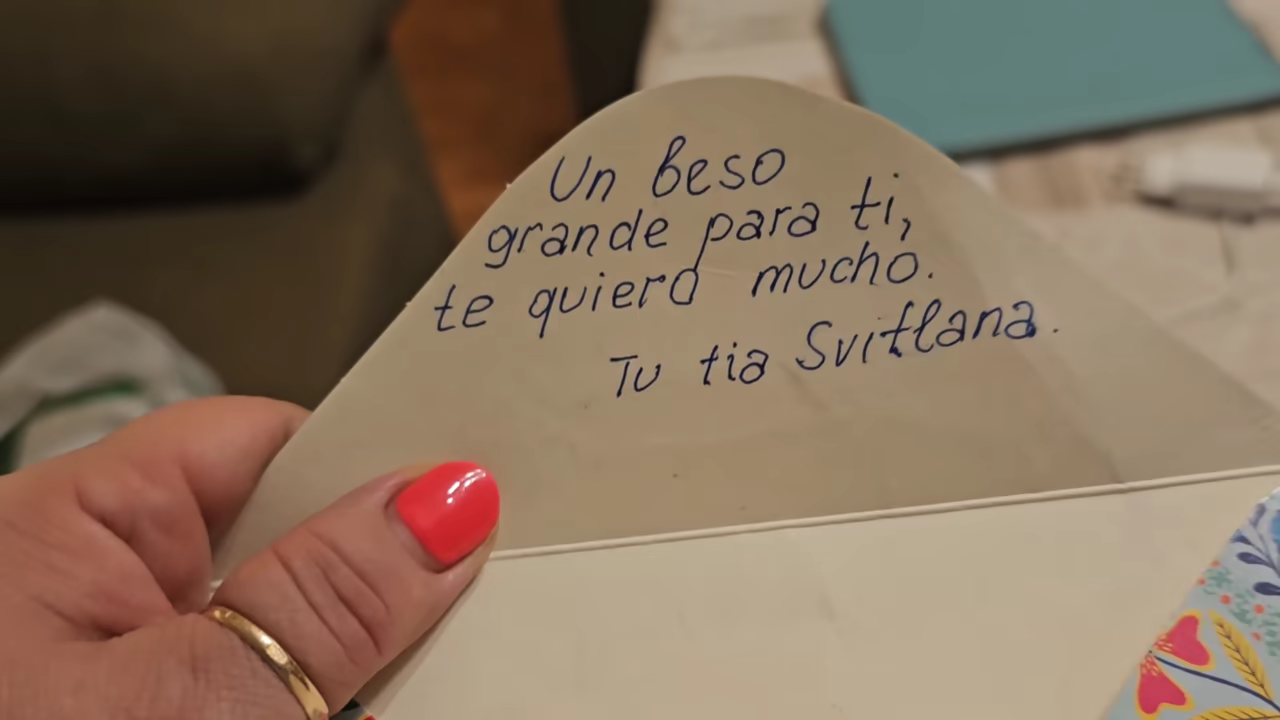 Un beso
grande para ti,
te quiero mucho.
Tu tia Svitlana.